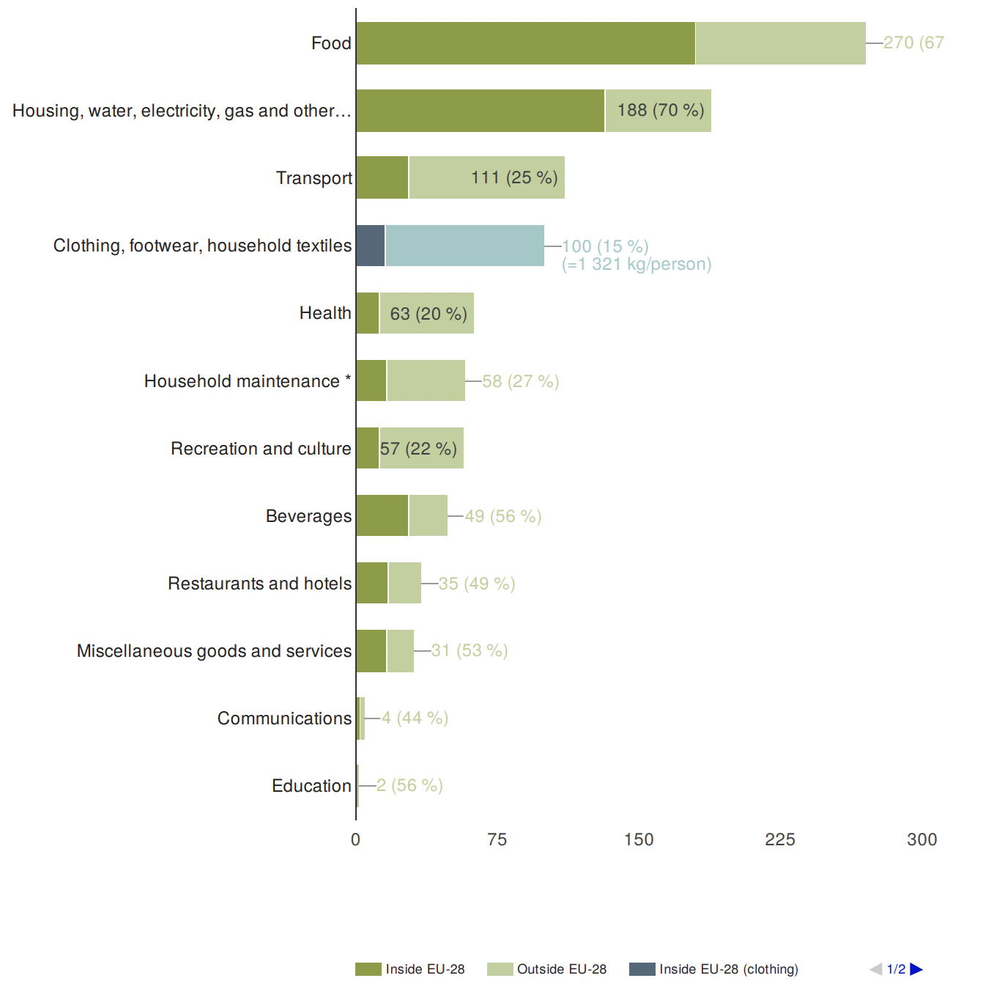 Food
270 (67
Housing, water, electricity, gas and other…
188 (70 %)
Transport
111 (25 %)
Clothing, footwear, household textiles
100 (15 %)
(=1 321 kg/person)
Health
63 (20 %)
Household maintenance *
58 (27 %)
Recreation and culture
57 (22 %)
Beverages
49 (56 %)
Restaurants and hotels
35 (49 %)
Miscellaneous goods and services
31 (53 %)
Communications
4 (44 %)
Education
2 (56 %)
0 75 150 225 300
Inside EU-28 Outside EU-28 Inside EU-28 (clothing) 1/2